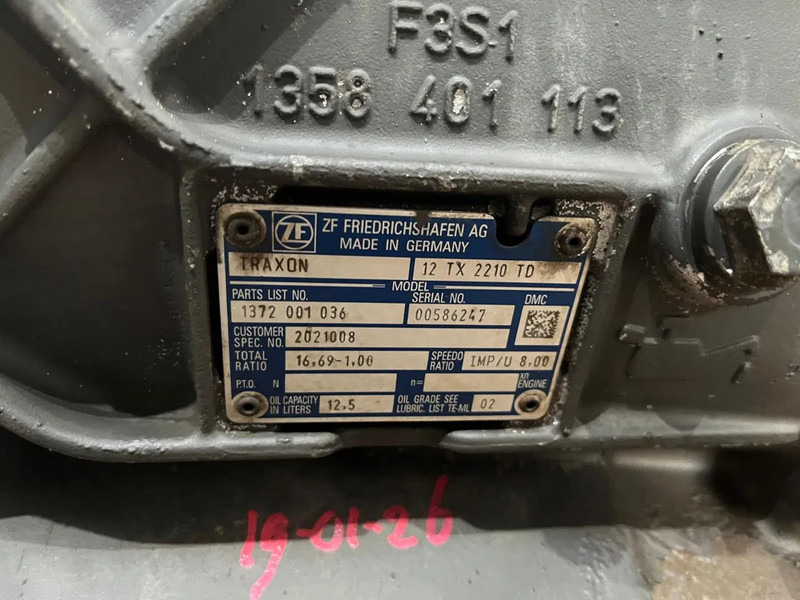 F3S1
1358 401 113
ZF ZF FRIEDRICHSHAFEN AG
MADE IN GERMANY
TRAXON 12 TX 2210 TD
MODEL
PARTS LIST NO. SERIAL NO. DMC
1372 001 036 00586247
CUSTOMER SPEC. NO. 2021008
TOTAL RATIO 16,69-1,00 SPEEDO RATIO IMP/U 8,00
P.T.O. N n= xn ENGINE
OIL CAPACITY IN LITERS 12,5 OIL GRADE SEE LUBRIC. LIST TE-ML 02
19-01-26